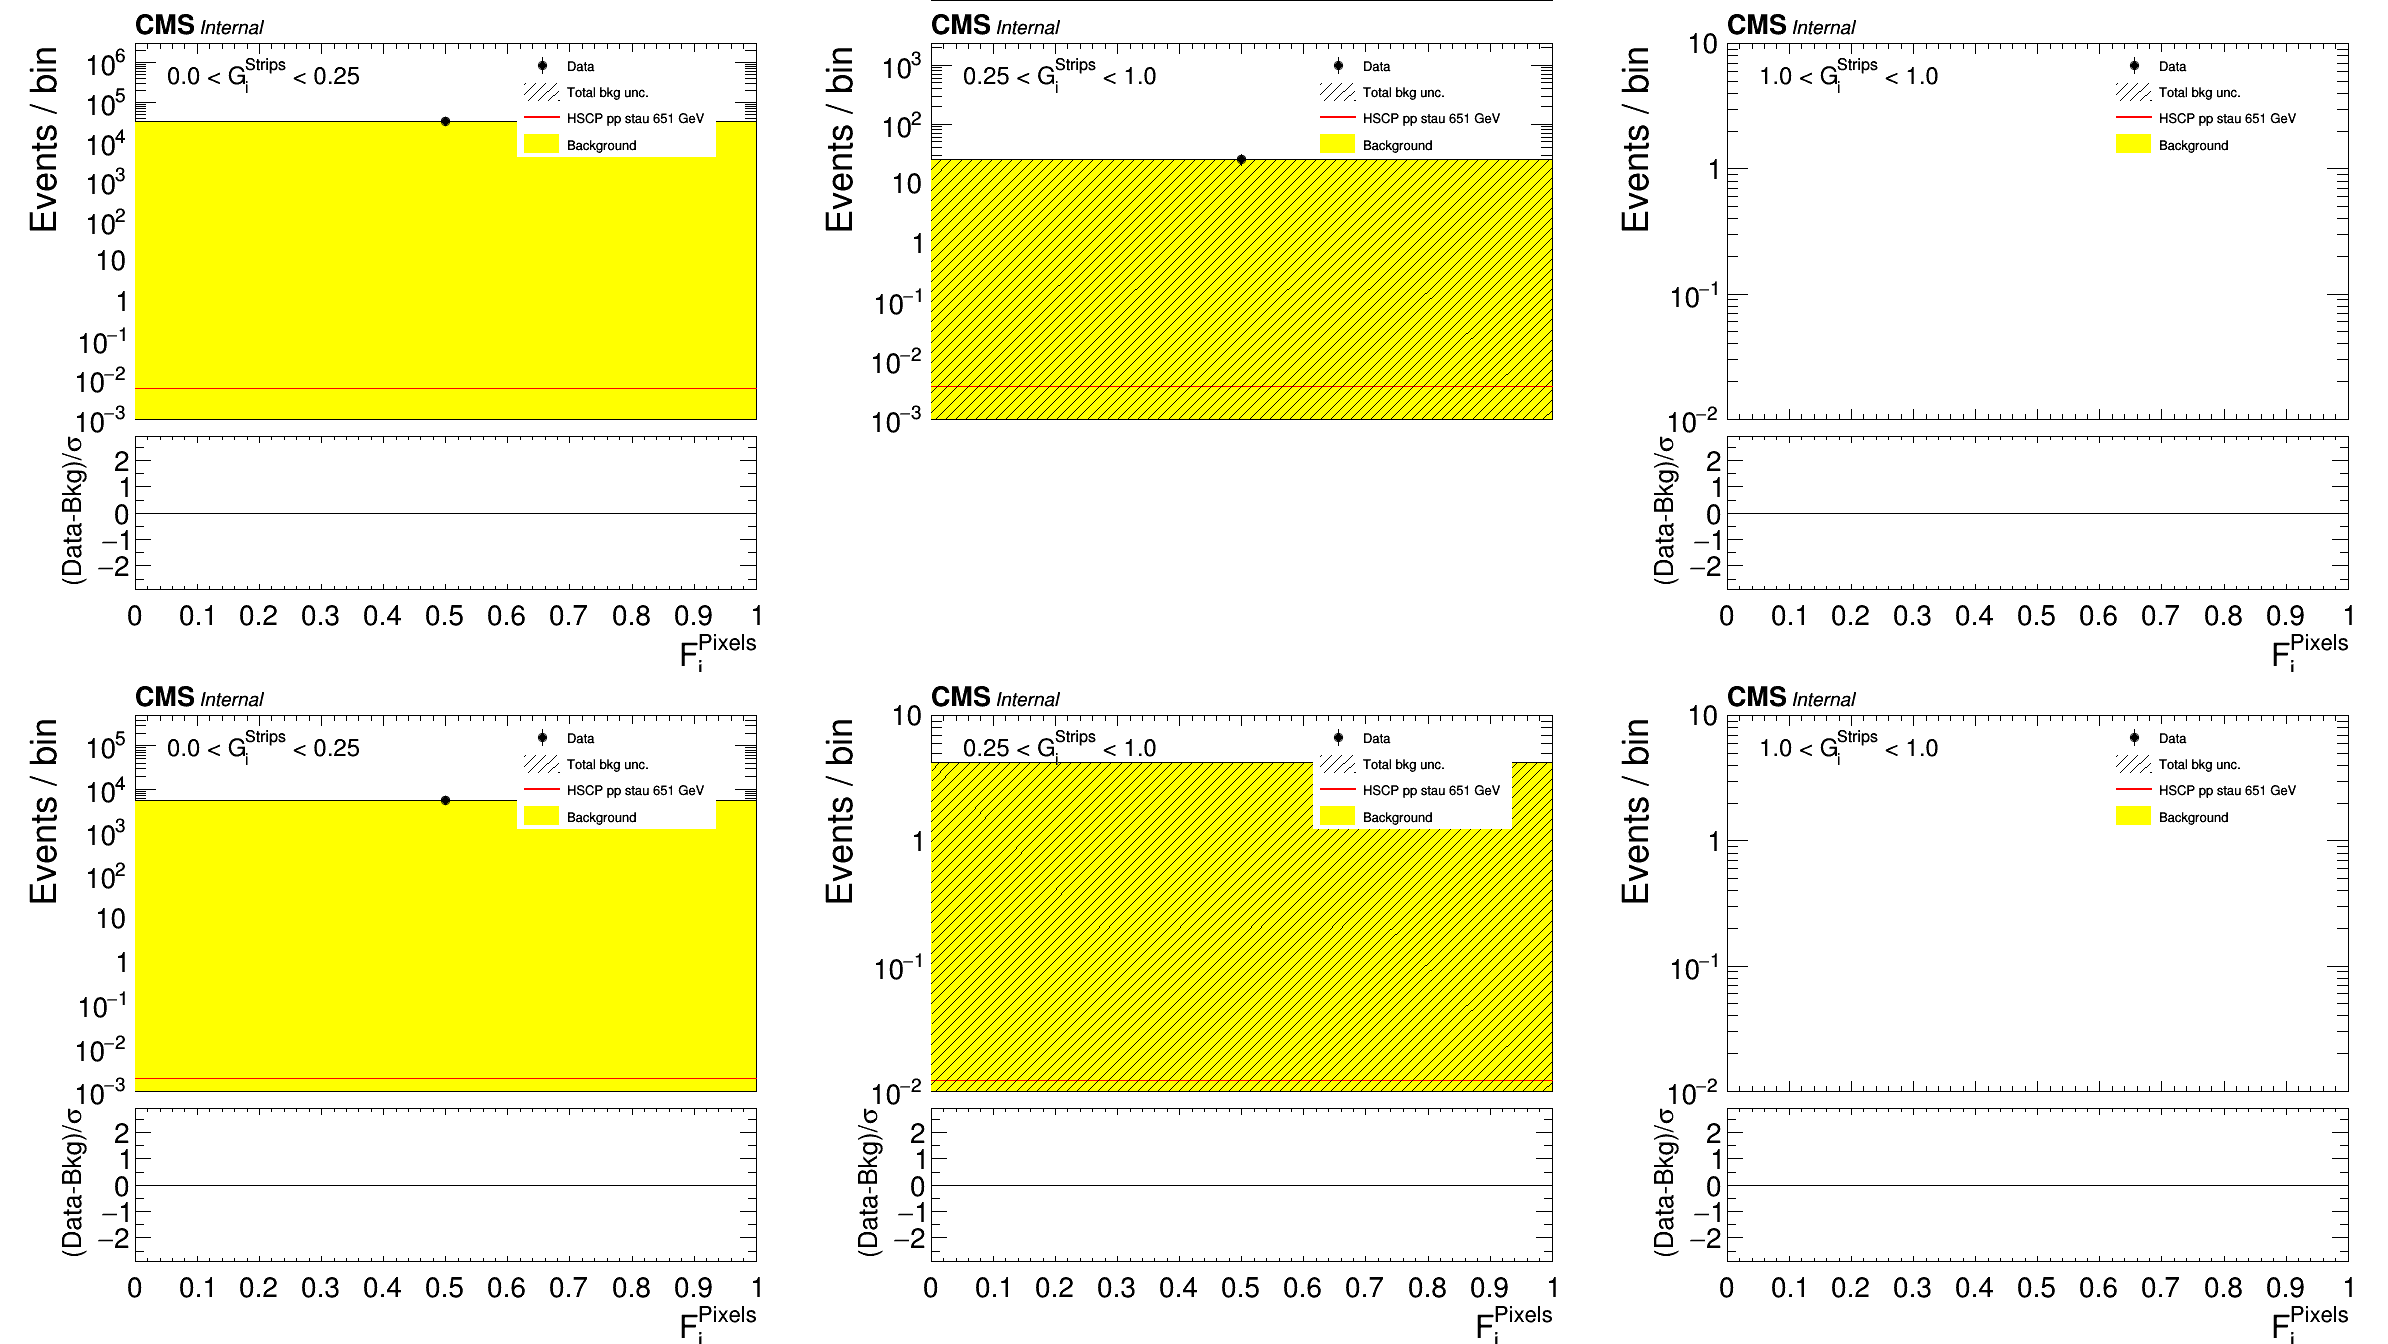 CMS Internal
Events / bin
0.0 < G_i^Strips < 0.25
Data
Total bkg unc.
HSCP pp stau 651 GeV
Background
10^6
10^5
10^4
10^3
10^2
10
1
10^−1
10^−2
10^−3
(Data-Bkg)/σ
2
1
0
−1
−2
0 0.1 0.2 0.3 0.4 0.5 0.6 0.7 0.8 0.9 1
F_i^Pixels
CMS Internal
Events / bin
0.25 < G_i^Strips < 1.0
Data
Total bkg unc.
HSCP pp stau 651 GeV
Background
10^3
10^2
10
1
10^−1
10^−2
10^−3
CMS Internal
Events / bin
1.0 < G_i^Strips < 1.0
Data
Total bkg unc.
HSCP pp stau 651 GeV
Background
10
1
10^−1
10^−2
(Data-Bkg)/σ
2
1
0
−1
−2
0 0.1 0.2 0.3 0.4 0.5 0.6 0.7 0.8 0.9 1
F_i^Pixels
CMS Internal
Events / bin
0.0 < G_i^Strips < 0.25
Data
Total bkg unc.
HSCP pp stau 651 GeV
Background
10^5
10^4
10^3
10^2
10
1
10^−1
10^−2
10^−3
(Data-Bkg)/σ
2
1
0
−1
−2
0 0.1 0.2 0.3 0.4 0.5 0.6 0.7 0.8 0.9 1
F_i^Pixels
CMS Internal
Events / bin
0.25 < G_i^Strips < 1.0
Data
Total bkg unc.
HSCP pp stau 651 GeV
Background
10
1
10^−1
10^−2
(Data-Bkg)/σ
2
1
0
−1
−2
0 0.1 0.2 0.3 0.4 0.5 0.6 0.7 0.8 0.9 1
F_i^Pixels
CMS Internal
Events / bin
1.0 < G_i^Strips < 1.0
Data
Total bkg unc.
HSCP pp stau 651 GeV
Background
10
1
10^−1
10^−2
(Data-Bkg)/σ
2
1
0
−1
−2
0 0.1 0.2 0.3 0.4 0.5 0.6 0.7 0.8 0.9 1
F_i^Pixels